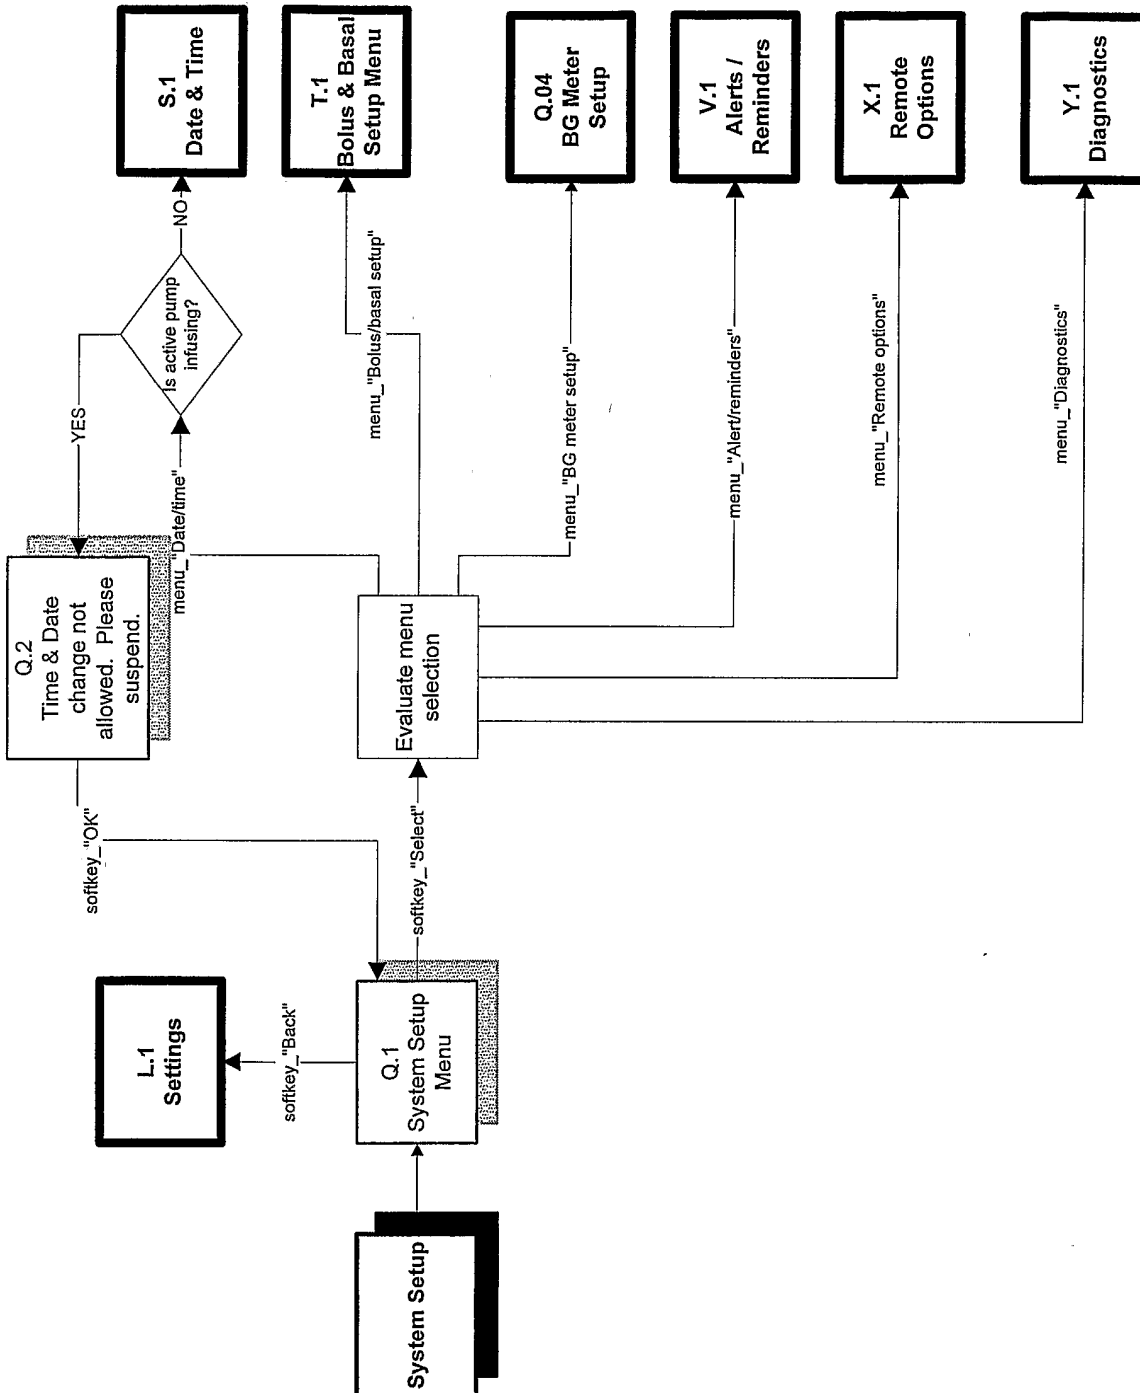 System Setup
Q.1
System Setup
Menu
softkey_"Back"
L.1
Settings
softkey_"Select"
softkey_"OK"
Q.2
Time & Date
change not
allowed.  Please
suspend.
Evaluate menu
selection
menu_"Date/time"
YES
Is active pump
infusing?
NO
S.1
Date & Time
menu_"Bolus/basal setup"
T.1
Bolus & Basal
Setup Menu
menu_"BG meter setup"
Q.04
BG Meter
Setup
menu_"Alert/reminders"
V.1
Alerts /
Reminders
menu_"Remote options"
X.1
Remote
Options
menu_"Diagnostics"
Y.1
Diagnostics